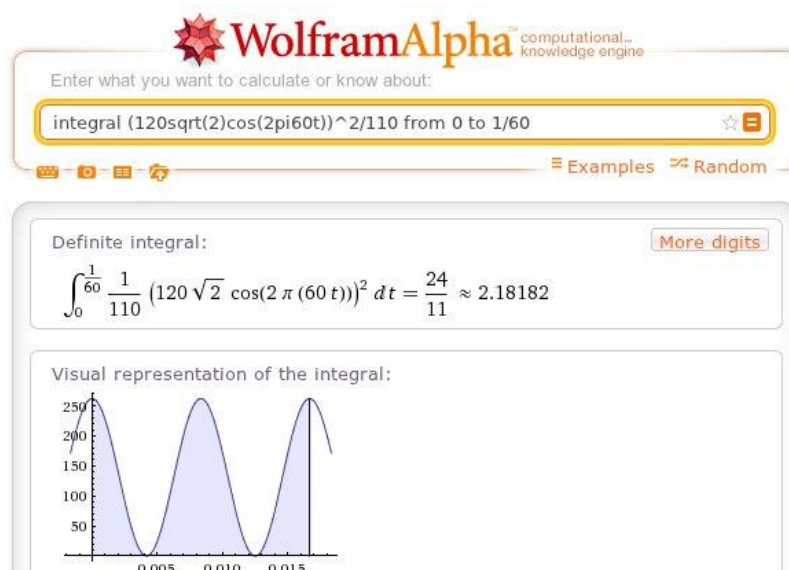 WolframAlpha™ computational... knowledge engine
Enter what you want to calculate or know about:
integral (120sqrt(2)cos(2pi60t))^2/110 from 0 to 1/60
Examples Random
Definite integral:
More digits
∫_0^(1/60) 1/110 (120 √2 cos(2 π (60 t)))^2 dt = 24/11 ≈ 2.18182
Visual representation of the integral:
250
200
150
100
50
0.005 0.010 0.015